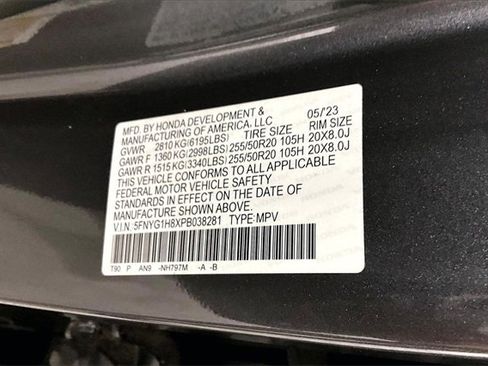 MFD. BY HONDA DEVELOPMENT & 05/'23
MANUFACTURING OF AMERICA, LLC
GVWR 2810 KG(6195LBS) TIRE SIZE RIM SIZE
GAWR F 1360 KG(2998LBS) 255/50R20 105H 20X8.0J
GAWR R 1515 KG(3340LBS) 255/50R20 105H 20X8.0J
THIS VEHICLE CONFORMS TO ALL APPLICABLE
FEDERAL MOTOR VEHICLE SAFETY
STANDARDS IN EFFECT ON THE DATE OF
MANUFACTURE SHOWN ABOVE.
V.I.N: 5FNYG1H8XPB038281 TYPE: MPV
T90 P AN9 -NH797M -A -B